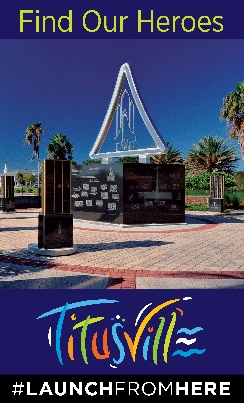 Find Our Heroes
Titusville
#LAUNCHFROMHERE